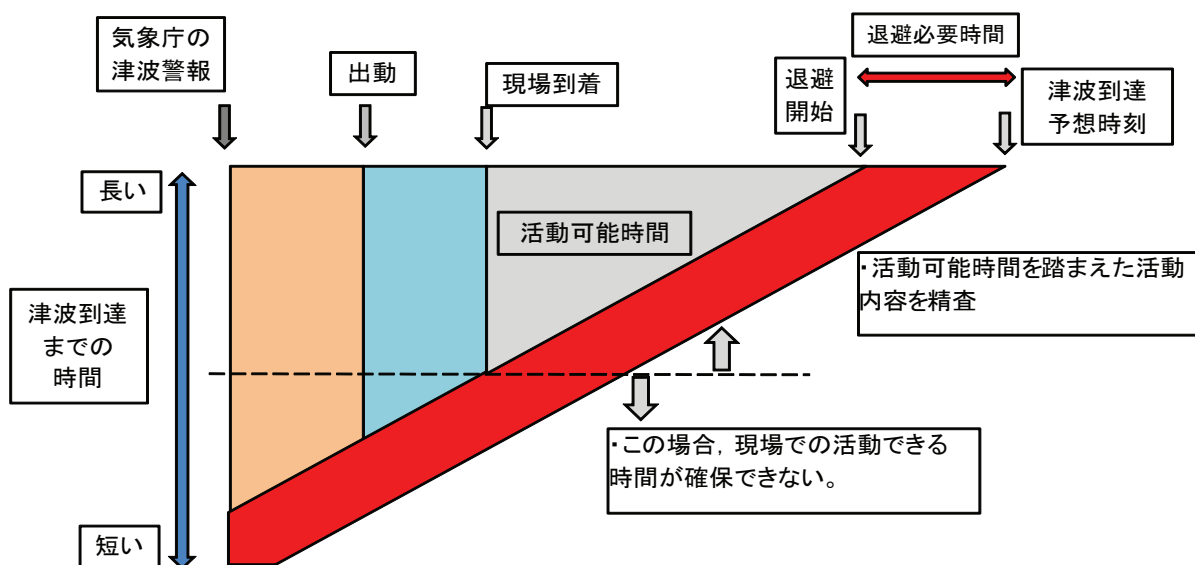 気象庁の
津波警報
出動
現場到着
退避必要時間
退避
開始
津波到達
予想時刻
長い
活動可能時間
・活動可能時間を踏まえた活動
内容を精査
津波到達
までの
時間
・この場合，現場での活動できる
時間が確保できない。
短い